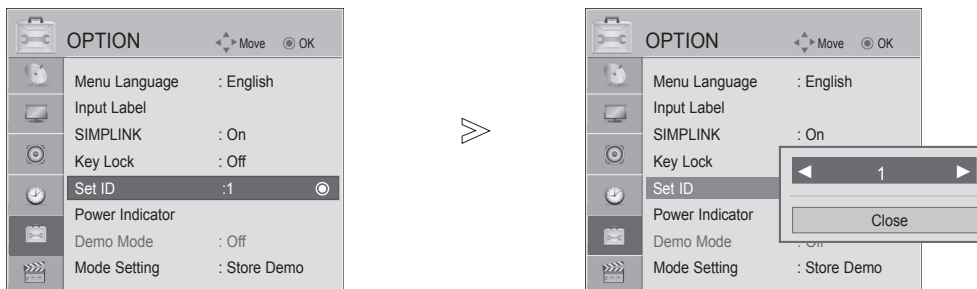 OPTION Move OK
Menu Language : English
Input Label
SIMPLINK : On
Key Lock : Off
Set ID :1
Power Indicator
Demo Mode : Off
Mode Setting : Store Demo
OPTION Move OK
Menu Language : English
Input Label
SIMPLINK : On
Key Lock
Set ID
Power Indicator
Demo Mode : Off
Mode Setting : Store Demo
◄ 1 ►
Close